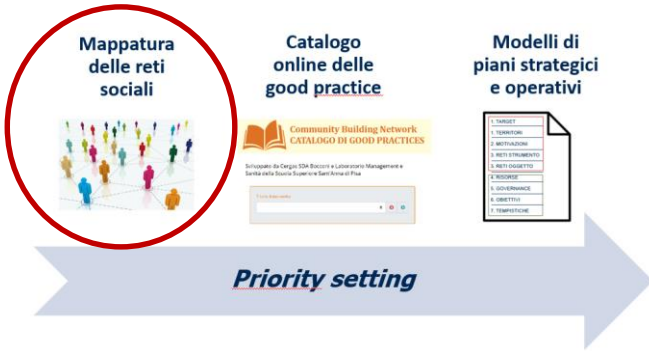 Mappatura
delle reti
sociali
Catalogo
online delle
good practice
Community Building Network
CATALOGO DI GOOD PRACTICES
Sviluppato da Cergas SDA Bocconi e Laboratorio Management e
Sanità della Scuola Superiore Sant'Anna di Pisa
Modelli di
piani strategici
e operativi
1. TARGET
1. TERRITORI
2. MOTIVAZIONI
3. RETI STRUMENTO
3. RETI OGGETTO
4. RISORSE
5. GOVERNANCE
6. OBIETTIVI
7. TEMPISTICHE
Priority setting